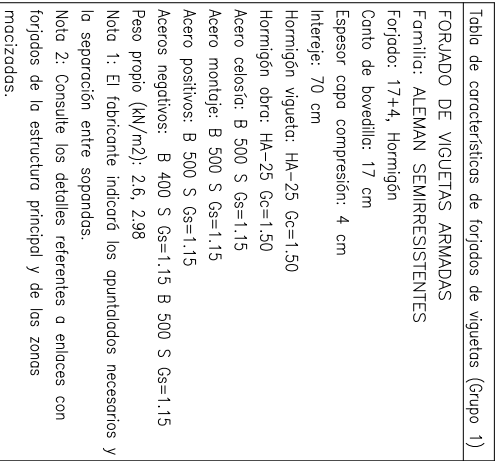 Tabla de características de forjados de viguetas (Grupo 1)
FORJADO DE VIGUETAS ARMADAS
Familia: ALEMAN SEMIRRESISTENTES
Forjado: 17+4, Hormigón
Canto de bovedilla: 17 cm
Espesor capa compresión: 4 cm
Intereje: 70 cm
Hormigón vigueta: HA-25 Gc=1.50
Hormigón obra: HA-25 Gc=1.50
Acero celosía: B 500 S Gs=1.15
Acero montaje: B 500 S Gs=1.15
Acero positivos: B 500 S Gs=1.15
Aceros negativos: B 400 S Gs=1.15 B 500 S Gs=1.15
Peso propio (kN/m2): 2.6, 2.98
Nota 1: El fabricante indicará los apuntalados necesarios y
la separación entre sopandas.
Nota 2: Consulte los detalles referentes a enlaces con
forjados de la estructura principal y de las zonas
macizadas.